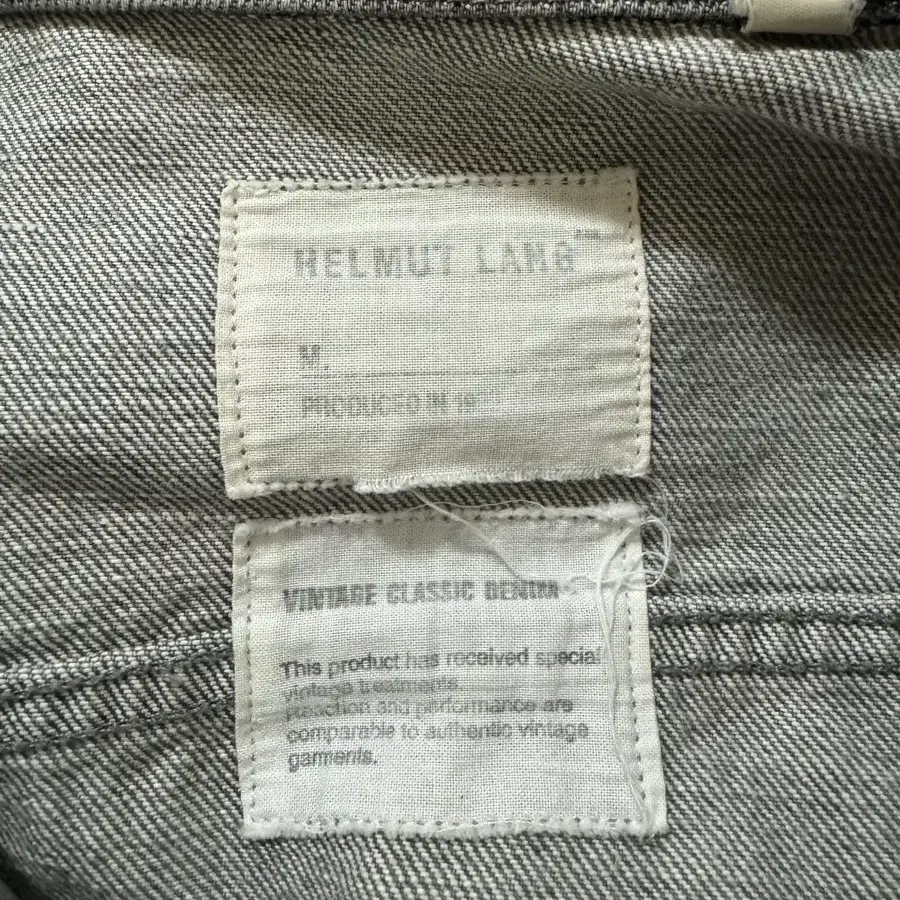 HELMUT LANG
M.
PRODUCED IN 19
VINTAGE CLASSIC DENIM
This product has received special
vintage treatments
Function and performance are
comparable to authentic vintage
garments.